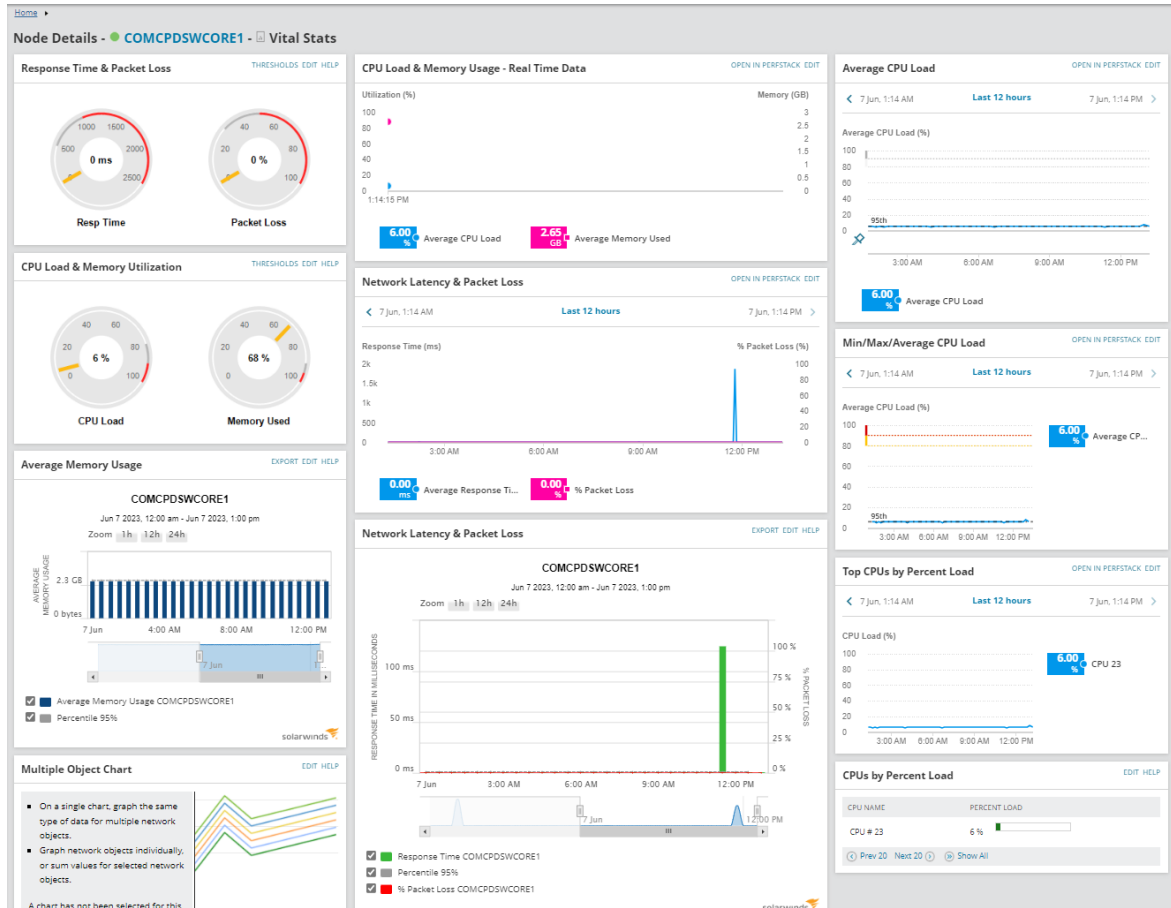 Home
Node Details - COMCPDSWCORE1 - Vital Stats
Response Time & Packet Loss
THRESHOLDS EDIT HELP
500
1000
1500
2000
2500
0 ms
Resp Time
20
40
60
80
100
0 %
Packet Loss
CPU Load & Memory Utilization
THRESHOLDS EDIT HELP
0
20
40
60
80
100
6 %
CPU Load
0
20
40
60
80
100
68 %
Memory Used
Average Memory Usage
EXPORT EDIT HELP
COMCPDSWCORE1
Jun 7 2023, 12:00 am - Jun 7 2023, 1:00 pm
Zoom 1h 12h 24h
AVERAGE
MEMORY USAGE
2.3 GB
0 bytes
7 Jun 4:00 AM 8:00 AM 12:00 PM
7 Jun
Average Memory Usage COMCPDSWCORE1
Percentile 95%
solarwinds
Multiple Object Chart
EDIT HELP
On a single chart, graph the same
type of data for multiple network
objects.
Graph network objects individually,
or sum values for selected network
objects.
A chart has not been selected for this
CPU Load & Memory Usage - Real Time Data
OPEN IN PERFSTACK EDIT
Utilization (%)
Memory (GB)
100
80
60
40
20
0
3
2.5
2
1.5
1
0.5
0
1:14:15 PM
6.00 % Average CPU Load
2.65 GB Average Memory Used
Network Latency & Packet Loss
OPEN IN PERFSTACK EDIT
7 Jun, 1:14 AM Last 12 hours 7 Jun, 1:14 PM
Response Time (ms)
% Packet Loss (%)
2k
1.5k
1k
500
0
100
80
60
40
20
0
3:00 AM 6:00 AM 9:00 AM 12:00 PM
0.00 ms Average Response Ti...
0.00 % % Packet Loss
Network Latency & Packet Loss
EXPORT EDIT HELP
COMCPDSWCORE1
Jun 7 2023, 12:00 am - Jun 7 2023, 1:00 pm
Zoom 1h 12h 24h
RESPONSE TIME IN MILLISECONDS
100 ms
50 ms
0 ms
% PACKET LOSS
100 %
75 %
50 %
25 %
0 %
7 Jun 3:00 AM 6:00 AM 9:00 AM 12:00 PM
7 Jun 12:00 PM
Response Time COMCPDSWCORE1
Percentile 95%
% Packet Loss COMCPDSWCORE1
solarwinds
Average CPU Load
OPEN IN PERFSTACK EDIT
7 Jun, 1:14 AM Last 12 hours 7 Jun, 1:14 PM
Average CPU Load (%)
100
80
60
40
20
0
95th
3:00 AM 6:00 AM 9:00 AM 12:00 PM
6.00 % Average CPU Load
Min/Max/Average CPU Load
OPEN IN PERFSTACK EDIT
7 Jun, 1:14 AM Last 12 hours 7 Jun, 1:14 PM
Average CPU Load (%)
100
80
60
40
20
0
95th
3:00 AM 6:00 AM 9:00 AM 12:00 PM
6.00 % Average CP...
Top CPUs by Percent Load
OPEN IN PERFSTACK EDIT
7 Jun, 1:14 AM Last 12 hours 7 Jun, 1:14 PM
CPU Load (%)
100
80
60
40
20
0
3:00 AM 6:00 AM 9:00 AM 12:00 PM
6.00 % CPU 23
CPUs by Percent Load
EDIT HELP
CPU NAME PERCENT LOAD
CPU # 23 6 %
Prev 20 Next 20 Show All